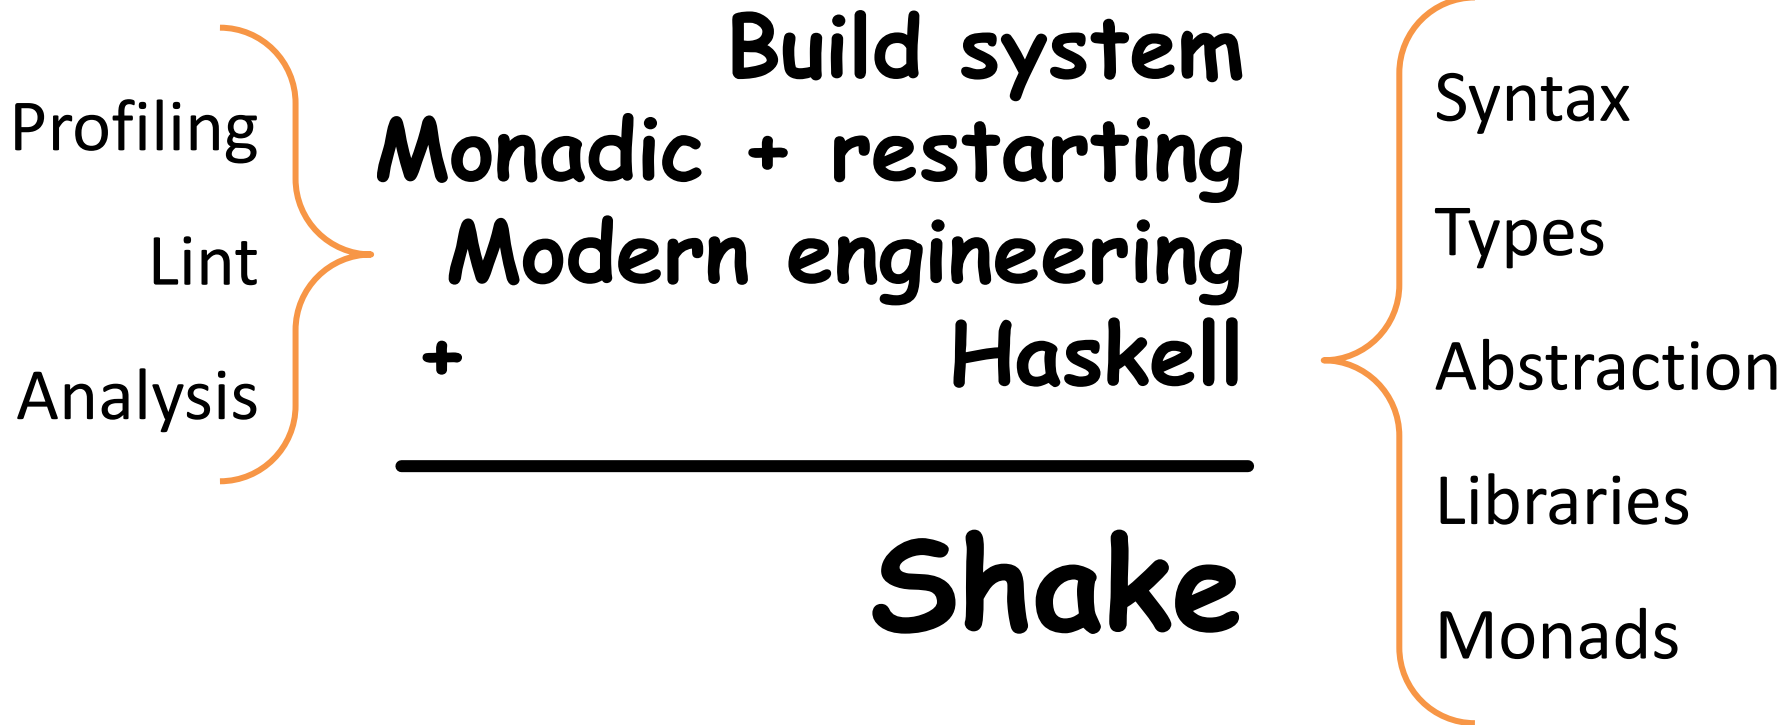 Profiling
Lint
Analysis
Build system
Monadic + restarting
Modern engineering
+ Haskell
Shake
Syntax
Types
Abstraction
Libraries
Monads